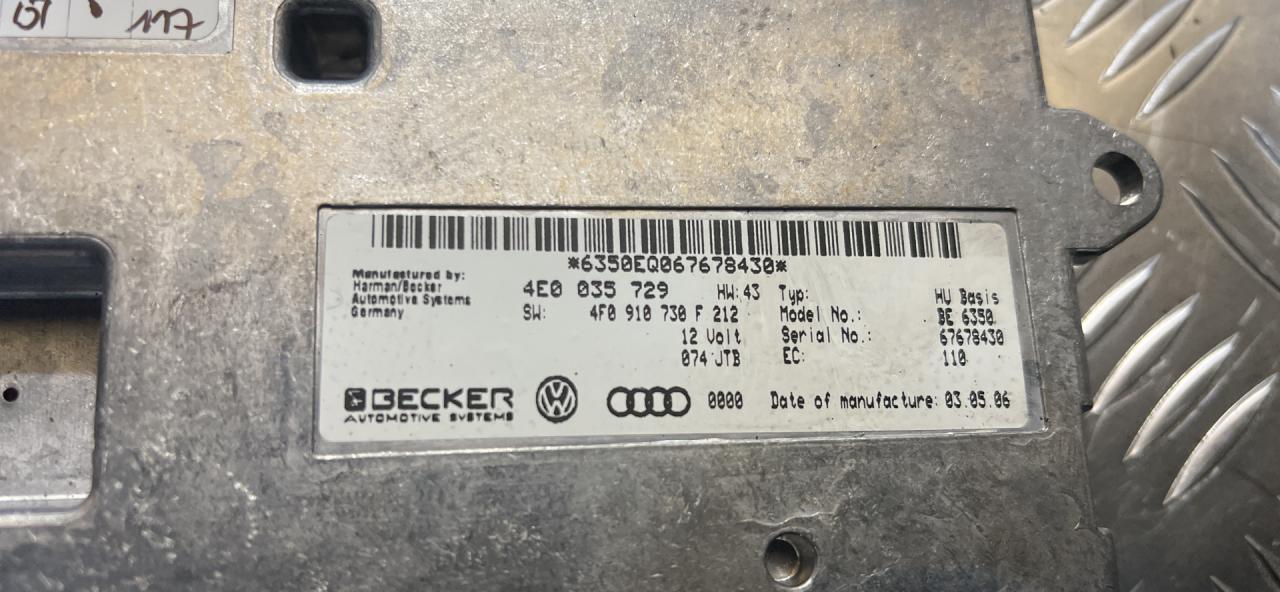 *6350EQ067678430*
Manufactured by:
Harman/Becker
Automotive Systems
Germany
4E0 035 729 HW: 43
SW: 4F0 910 730 F 212
12 Volt
074 JTB
Typ: HU Basis
Model No.: BE 6350
Serial No.: 67678430
EC: 110
BECKER
AUTOMOTIVE SYSTEMS
0000 Date of manufacture: 03.05.06